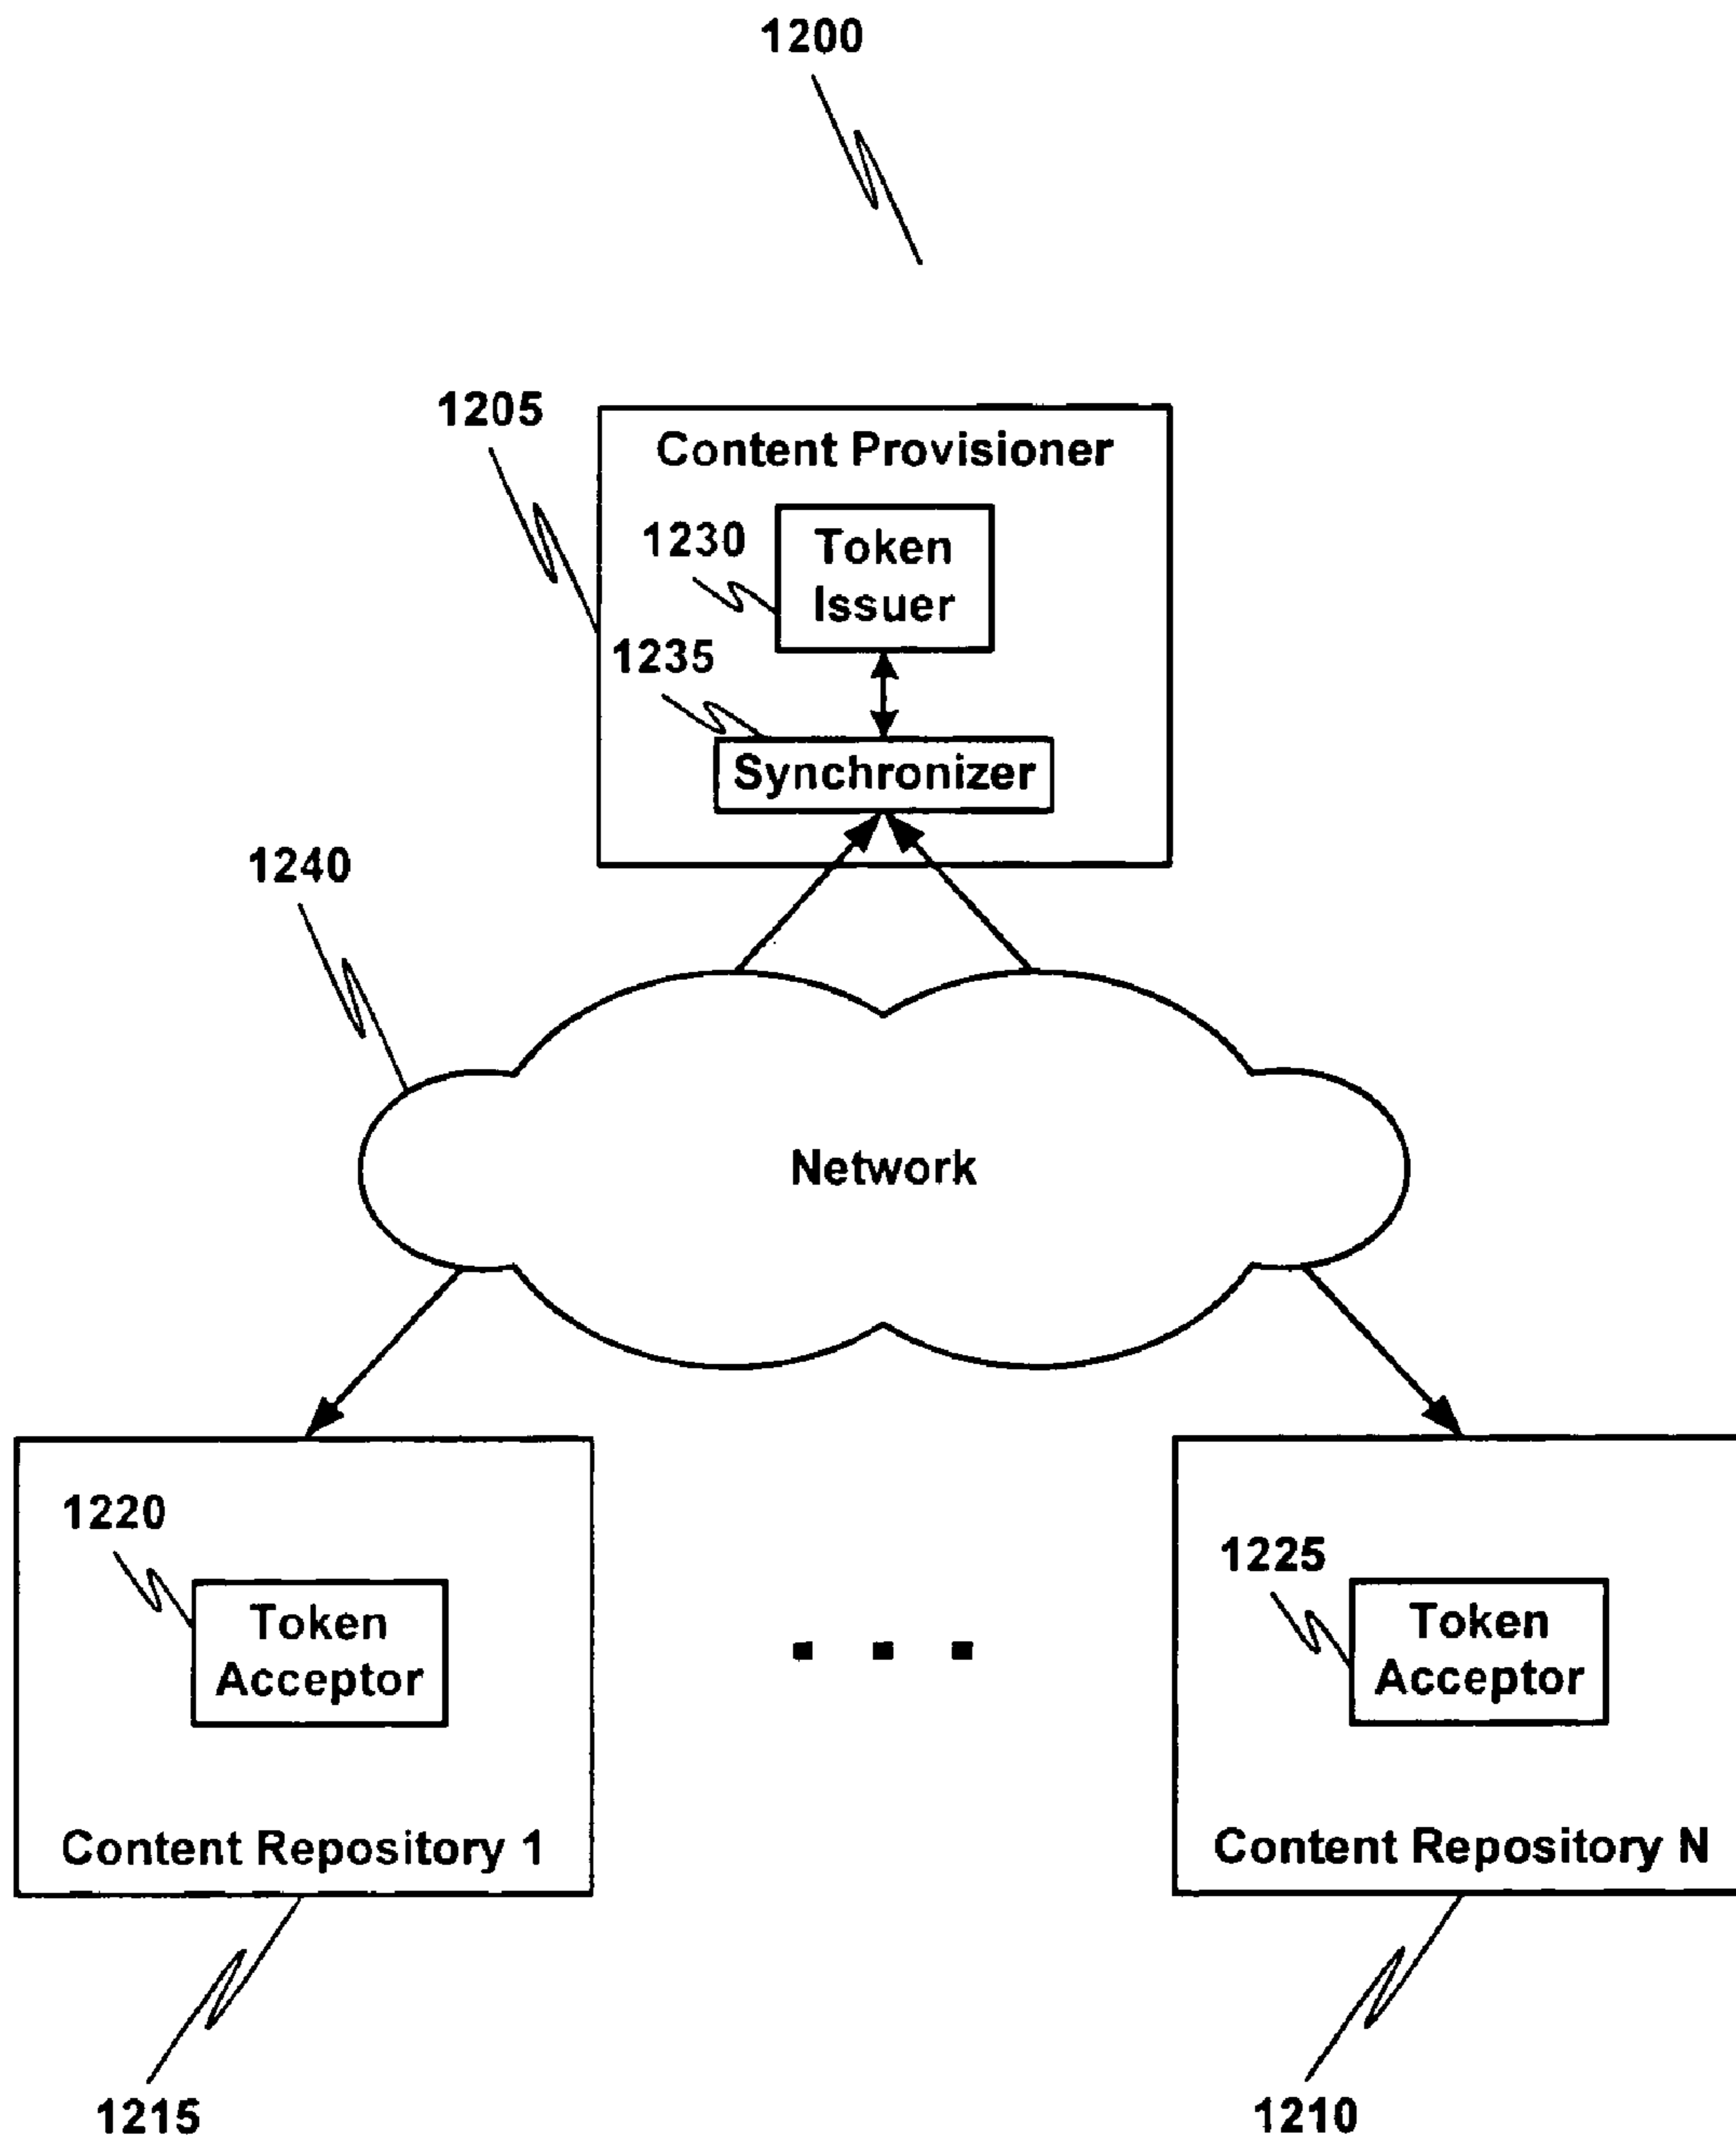 1200
1205
Content Provisioner
1230
Token
Issuer
1235
Synchronizer
1240
Network
1220
Token
Acceptor
Content Repository 1
1225
Token
Acceptor
Content Repository N
1215
1210